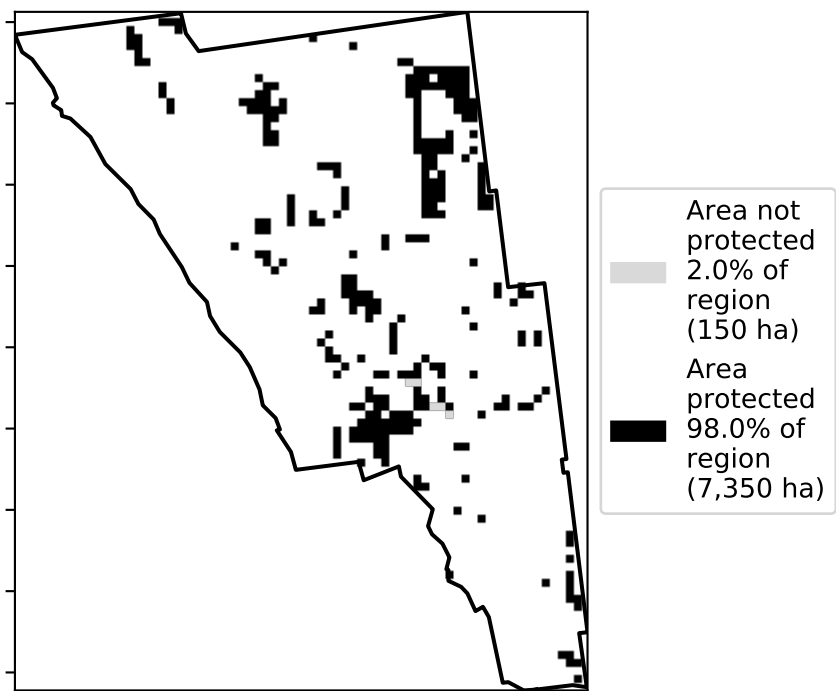 Area not
protected
2.0% of
region
(150 ha)
Area
protected
98.0% of
region
(7,350 ha)